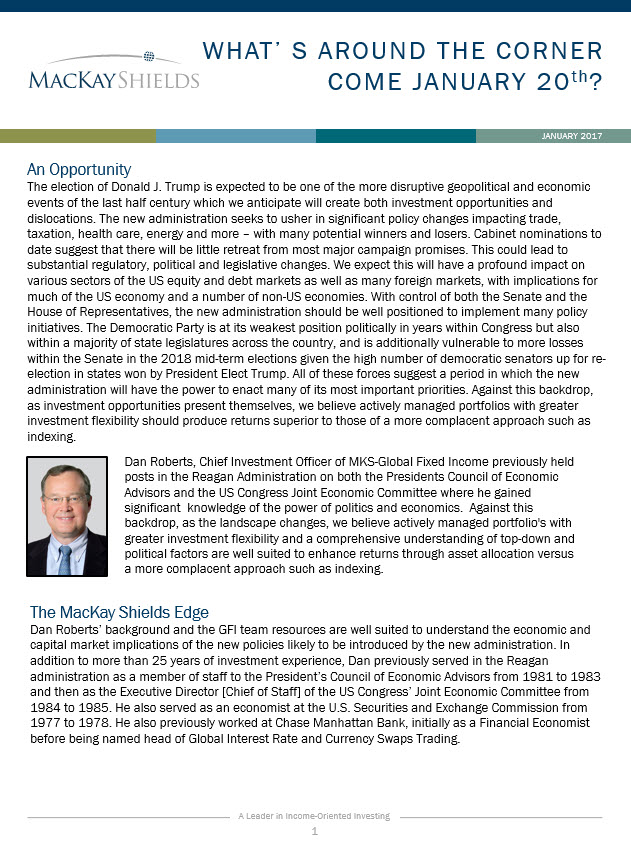 MACKAY SHIELDS
WHAT' S AROUND THE CORNER
COME JANUARY 20th?
JANUARY 2017
An Opportunity
The election of Donald J. Trump is expected to be one of the more disruptive geopolitical and economic
events of the last half century which we anticipate will create both investment opportunities and
dislocations. The new administration seeks to usher in significant policy changes impacting trade,
taxation, health care, energy and more – with many potential winners and losers. Cabinet nominations to
date suggest that there will be little retreat from most major campaign promises. This could lead to
substantial regulatory, political and legislative changes. We expect this will have a profound impact on
various sectors of the US equity and debt markets as well as many foreign markets, with implications for
much of the US economy and a number of non-US economies. With control of both the Senate and the
House of Representatives, the new administration should be well positioned to implement many policy
initiatives. The Democratic Party is at its weakest position politically in years within Congress but also
within a majority of state legislatures across the country, and is additionally vulnerable to more losses
within the Senate in the 2018 mid-term elections given the high number of democratic senators up for re-
election in states won by President Elect Trump. All of these forces suggest a period in which the new
administration will have the power to enact many of its most important priorities. Against this backdrop,
as investment opportunities present themselves, we believe actively managed portfolios with greater
investment flexibility should produce returns superior to those of a more complacent approach such as
indexing.
Dan Roberts, Chief Investment Officer of MKS-Global Fixed Income previously held
posts in the Reagan Administration on both the Presidents Council of Economic
Advisors and the US Congress Joint Economic Committee where he gained
significant knowledge of the power of politics and economics. Against this
backdrop, as the landscape changes, we believe actively managed portfolio's with
greater investment flexibility and a comprehensive understanding of top-down and
political factors are well suited to enhance returns through asset allocation versus
a more complacent approach such as indexing.
The MacKay Shields Edge
Dan Roberts' background and the GFI team resources are well suited to understand the economic and
capital market implications of the new policies likely to be introduced by the new administration. In
addition to more than 25 years of investment experience, Dan previously served in the Reagan
administration as a member of staff to the President's Council of Economic Advisors from 1981 to 1983
and then as the Executive Director [Chief of Staff] of the US Congress' Joint Economic Committee from
1984 to 1985. He also served as an economist at the U.S. Securities and Exchange Commission from
1977 to 1978. He also previously worked at Chase Manhattan Bank, initially as a Financial Economist
before being named head of Global Interest Rate and Currency Swaps Trading.
A Leader in Income-Oriented Investing
1